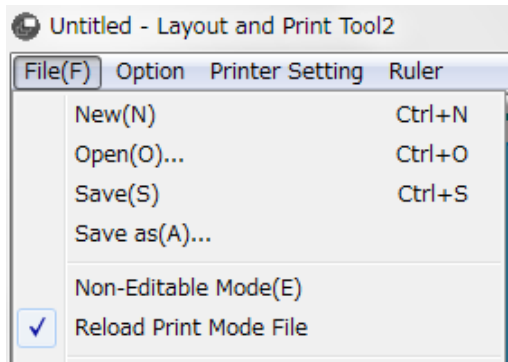 Untitled - Layout and Print Tool2
File(F) Option Printer Setting Ruler
New(N) Ctrl+N
Open(O)... Ctrl+O
Save(S) Ctrl+S
Save as(A)...
Non-Editable Mode(E)
Reload Print Mode File